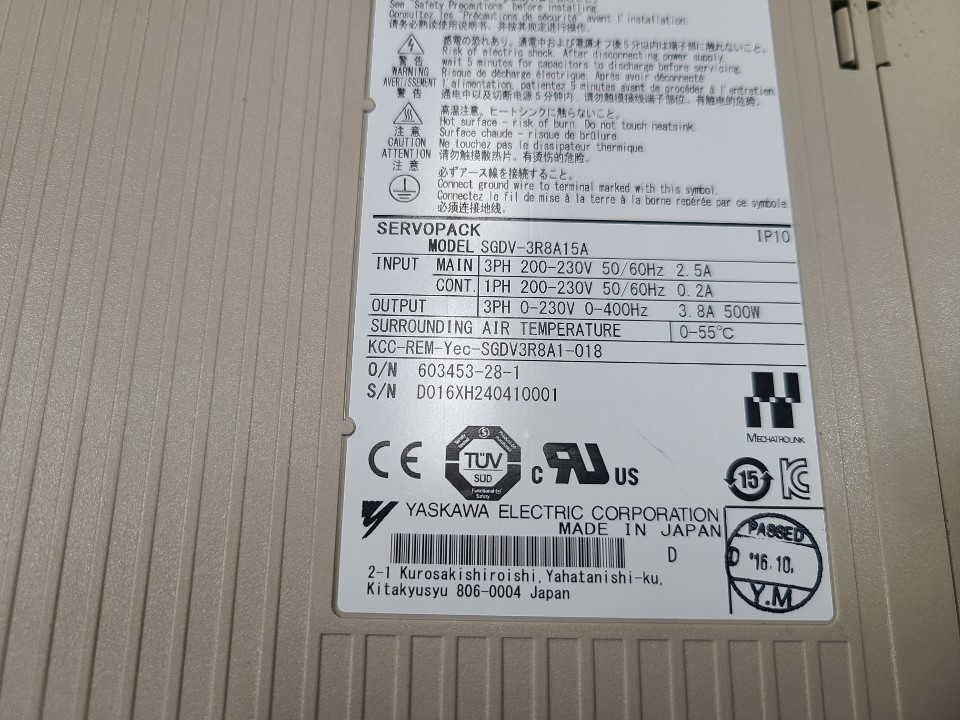 See "Safety Precautions" before installing.
Consultez les "Précautions de sécurité" avant l'installation.
请务必熟读使用说明书，并按其规定进行操作。
感電の恐れあり。通電中および電源オフ後5分以内は端子部に触れないこと。
Risk of electric shock. After disconnecting power supply,
wait 5 minutes for capacitors to discharge before servicing.
警告
WARNING
AVERTISSEMENT
警告
Risque de décharge électrique. Après avoir déconnecté
l'alimentation, patientez 5 minutes avant de procéder à l'entretien.
通电中以及切断电源5分钟内，请勿触摸接线端子部位。有触电的危险。
高温注意。ヒートシンクに触らないこと。
Hot surface - risk of burn. Do not touch heatsink.
注意
CAUTION
ATTENTION
注意
Surface chaude - risque de brûlure.
Ne touchez pas le dissipateur thermique.
请勿触摸散热片。有烫伤的危险。
必ずアース線を接続すること。
Connect ground wire to terminal marked with this symbol.
Connectez le fil de mise à la terre à la borne repérée par ce symbole.
必须连接地线。
SERVOPACK IP10
MODEL SGDV-3R8A15A
INPUT MAIN 3PH 200-230V 50/60Hz 2.5A
CONT. 1PH 200-230V 50/60Hz 0.2A
OUTPUT 3PH 0-230V 0-400Hz 3.8A 500W
SURROUNDING AIR TEMPERATURE 0-55℃
KCC-REM-Yec-SGDV3R8A1-018
O/N 603453-28-1
S/N D016XH240410001
MECHATROLINK
CE
TÜV
SÜD
Functional
Safety
c RU US
15
YASKAWA ELECTRIC CORPORATION
MADE IN JAPAN
D
PASSED
D '16.10.
Y.M
2-1 Kurosakishiroishi, Yahatanishi-ku,
Kitakyusyu 806-0004 Japan